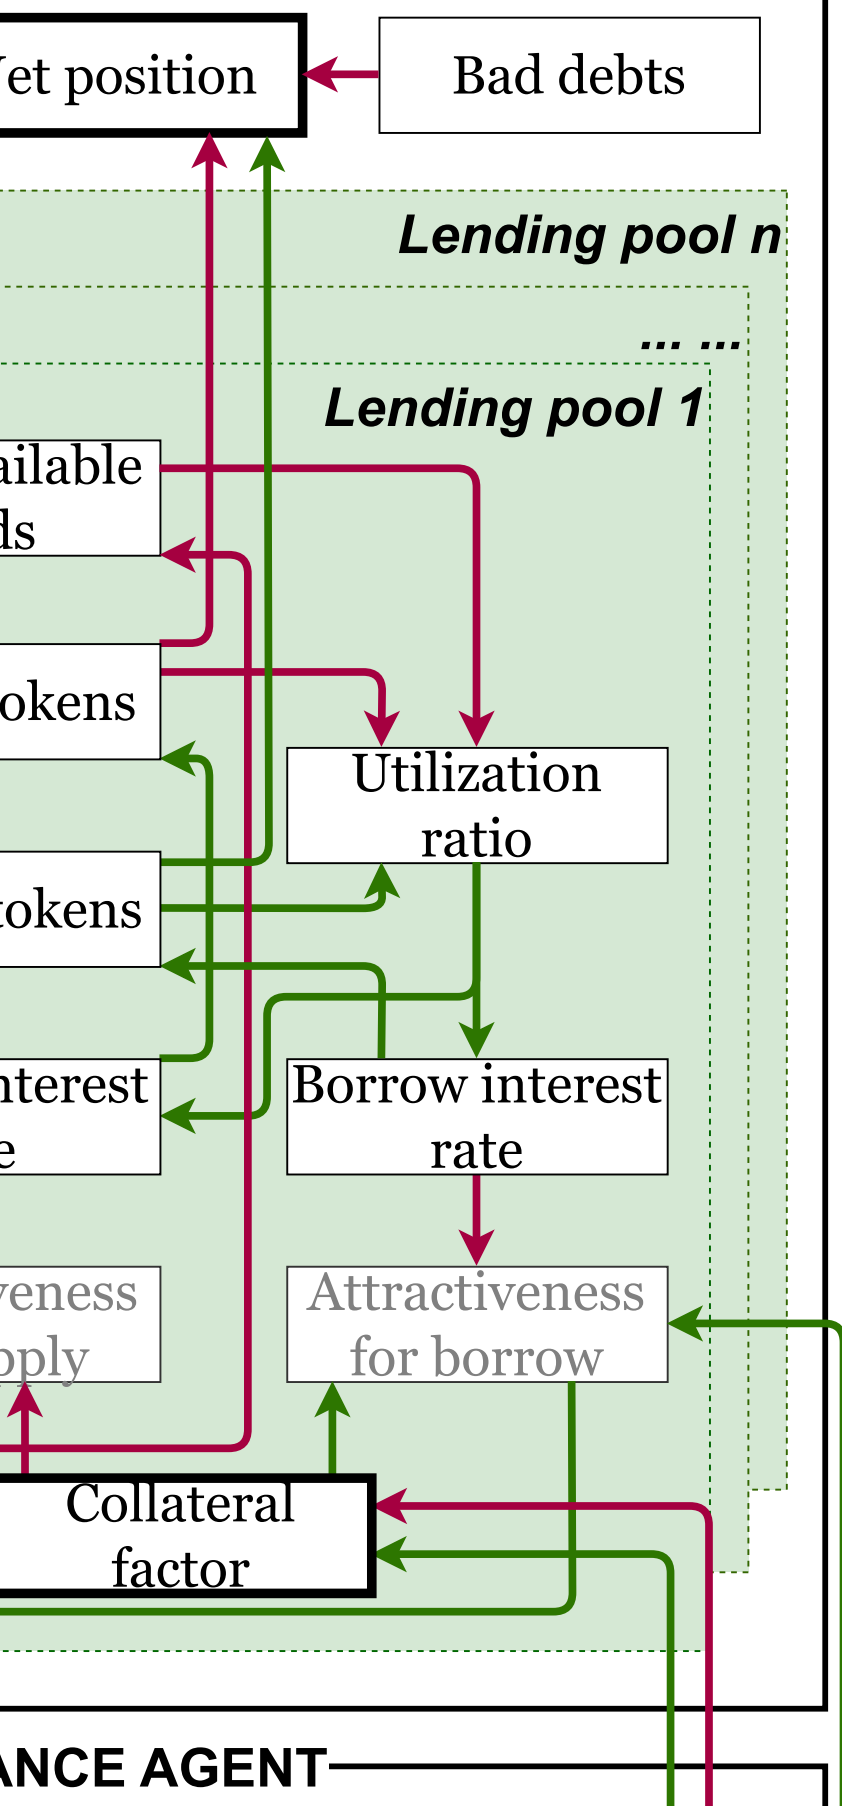 et position
Bad debts
Lending pool n
... ...
Lending pool 1
ailable
ds
okens
Utilization
ratio
tokens
nterest
e
Borrow interest
rate
veness
pply
Attractiveness
for borrow
Collateral
factor
ANCE AGENT